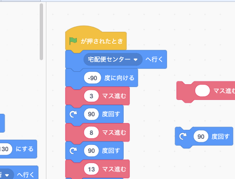 が押されたとき
宅配便センター へ行く
-90 度に向ける
3 マス進む
90 度回す
8 マス進む
90 度回す
13 マス進む
マス進
90 度回す
30 にする
へ行く